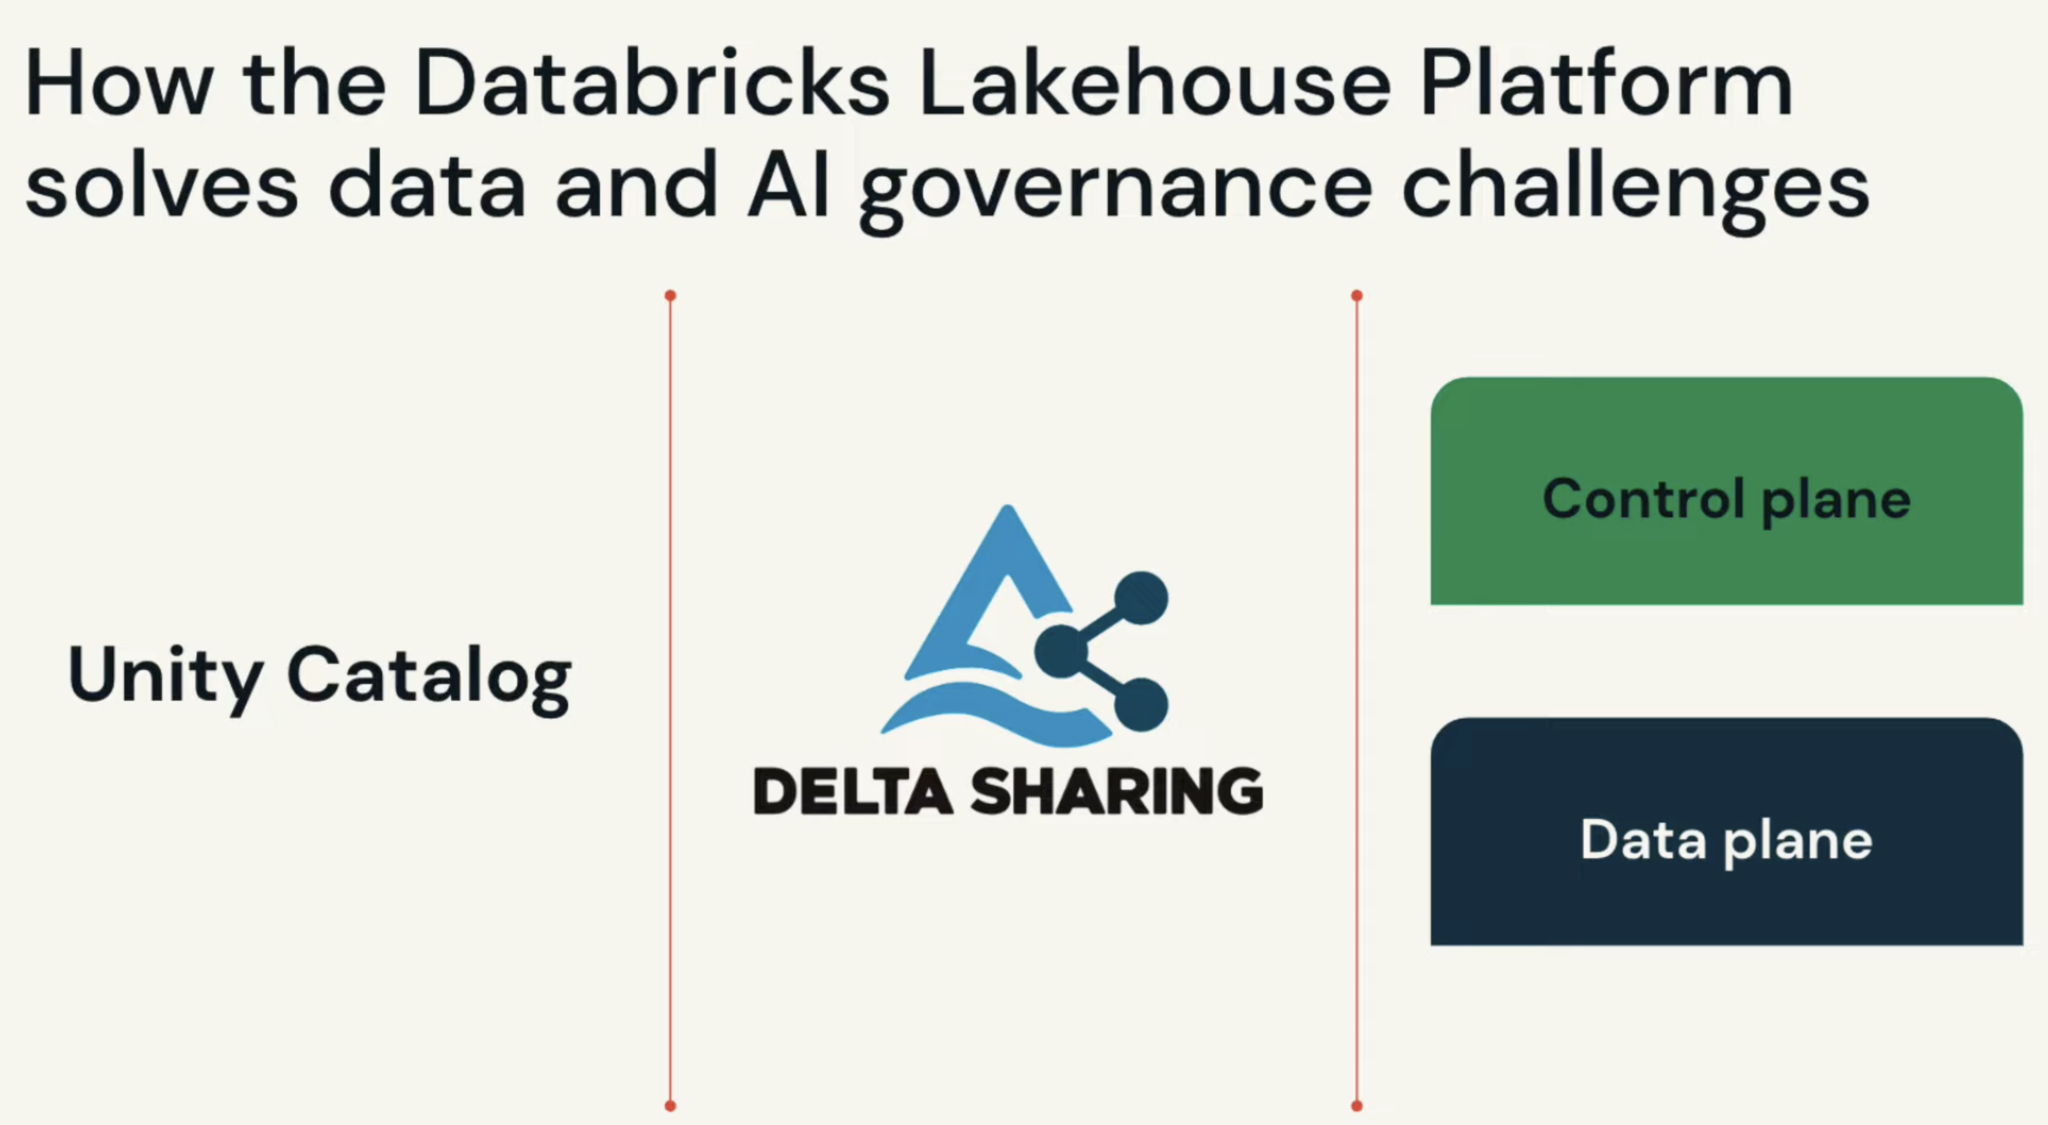 How the Databricks Lakehouse Platform
solves data and AI governance challenges
Unity Catalog
DELTA SHARING
Control plane
Data plane